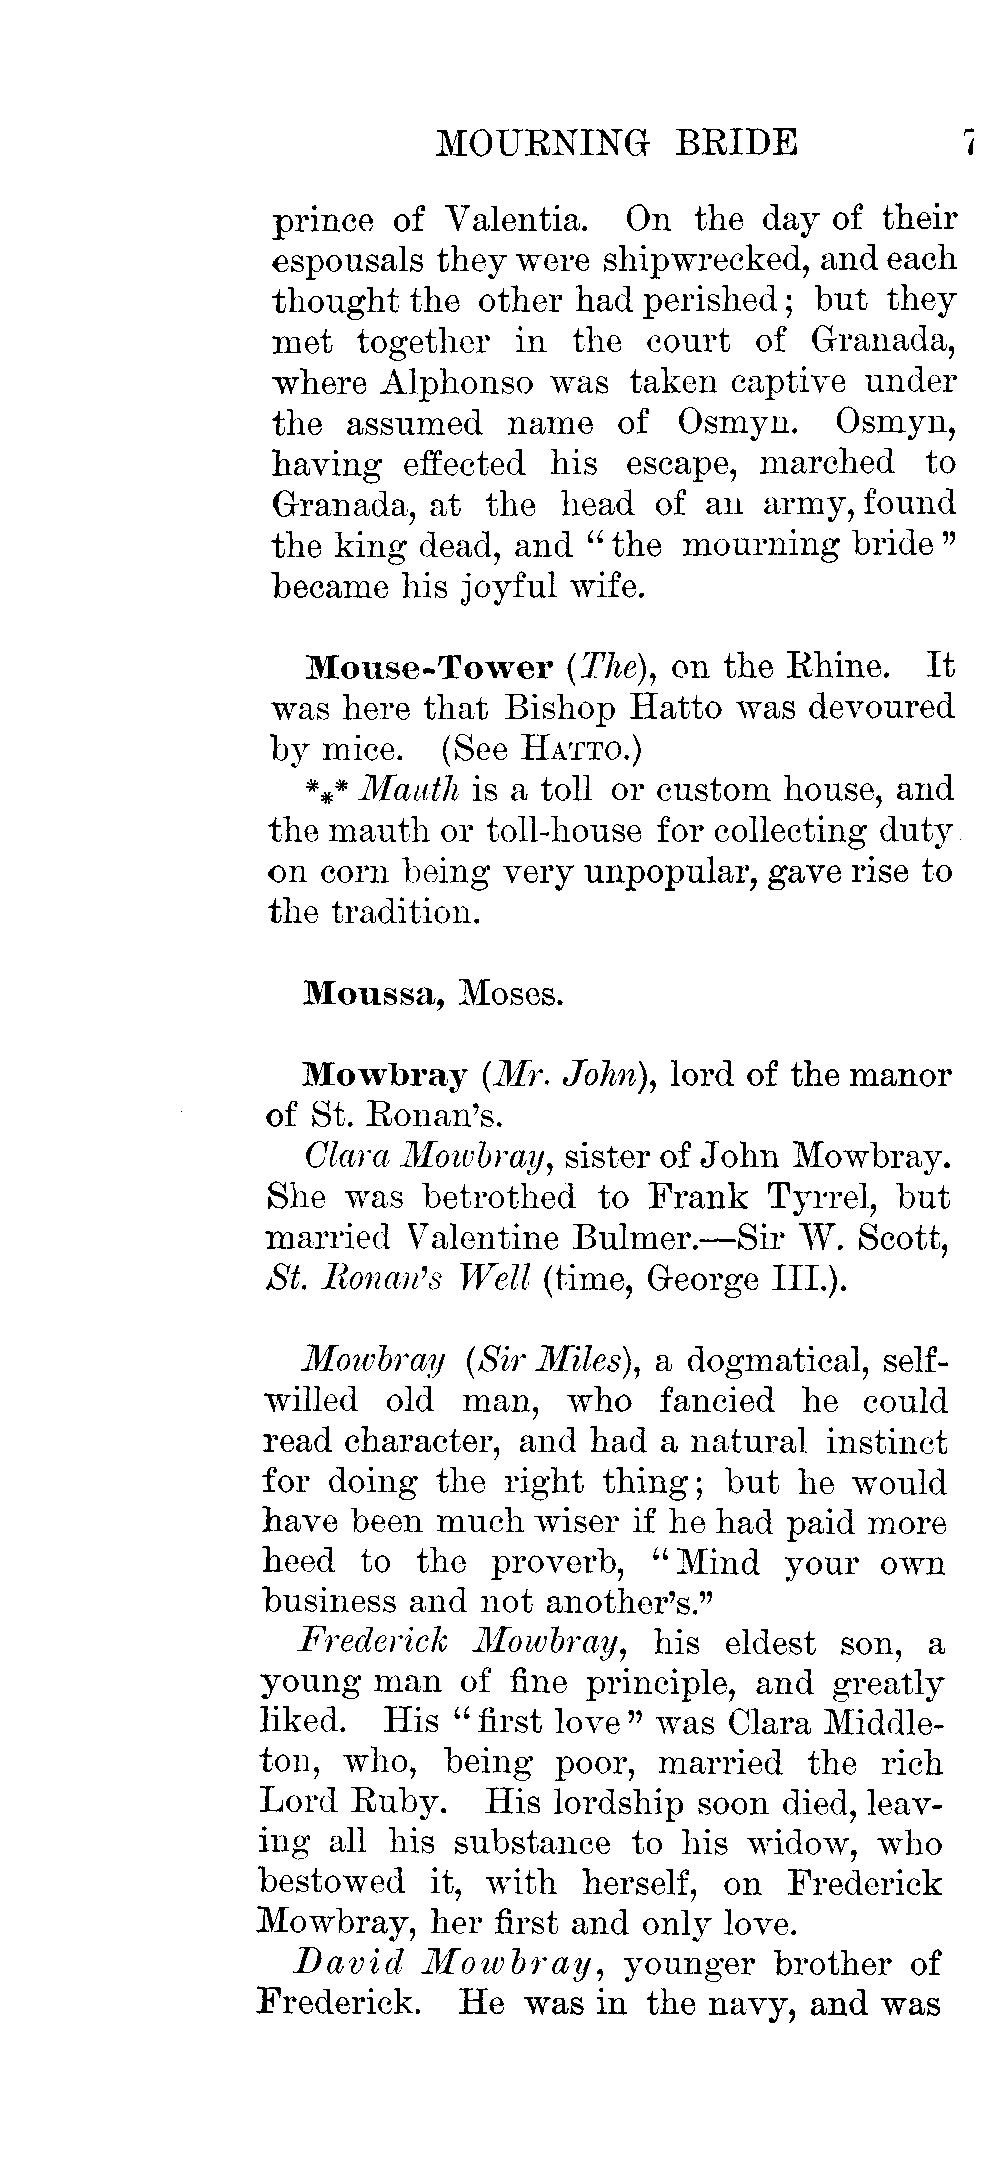 MOURNING BRIDE 7
prince of Valentia. On the day of their
espousals they were shipwrecked, and each
thought the other had perished; but they
met together in the court of Granada,
where Alphonso was taken captive under
the assumed name of Osmyn. Osmyn,
having effected his escape, marched to
Granada, at the head of an army, found
the king dead, and “the mourning bride”
became his joyful wife.
Mouse-Tower (The), on the Rhine. It
was here that Bishop Hatto was devoured
by mice. (See HATTO.)
*** Mauth is a toll or custom house, and
the mauth or toll-house for collecting duty
on corn being very unpopular, gave rise to
the tradition.
Moussa, Moses.
Mowbray (Mr. John), lord of the manor
of St. Ronan’s.
Clara Mowbray, sister of John Mowbray.
She was betrothed to Frank Tyrrel, but
married Valentine Bulmer.—Sir W. Scott,
St. Ronan’s Well (time, George III.).
Mowbray (Sir Miles), a dogmatical, self-
willed old man, who fancied he could
read character, and had a natural instinct
for doing the right thing; but he would
have been much wiser if he had paid more
heed to the proverb, “Mind your own
business and not another’s.”
Frederick Mowbray, his eldest son, a
young man of fine principle, and greatly
liked. His “first love” was Clara Middle-
ton, who, being poor, married the rich
Lord Ruby. His lordship soon died, leav-
ing all his substance to his widow, who
bestowed it, with herself, on Frederick
Mowbray, her first and only love.
David Mowbray, younger brother of
Frederick. He was in the navy, and was